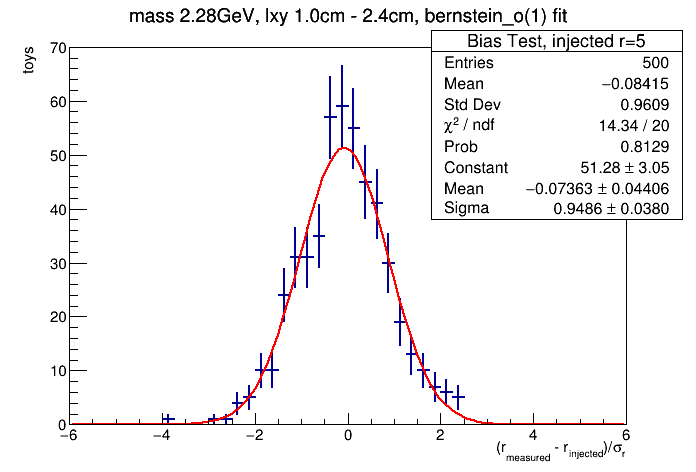 mass 2.28GeV, lxy 1.0cm - 2.4cm, bernstein_o(1) fit
toys
Bias Test, injected r=5
Entries 500
Mean −0.08415
Std Dev 0.9609
χ² / ndf 14.34 / 20
Prob 0.8129
Constant 51.28 ± 3.05
Mean −0.07363 ± 0.04406
Sigma 0.9486 ± 0.0380
70
60
50
40
30
20
10
0
−6 −4 −2 0 2 4 6
(r_measured - r_injected)/σ_r